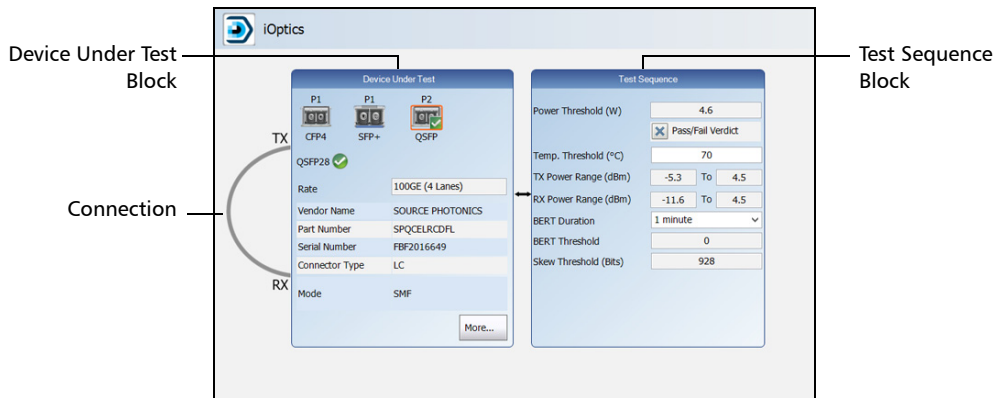 iOptics
Device Under Test
Block
Test Sequence
Block
Connection
Device Under Test
P1 P1 P2
CFP4 SFP+ QSFP
TX
QSFP28
Rate 100GE (4 Lanes)
Vendor Name SOURCE PHOTONICS
Part Number SPQCELRCDFL
Serial Number FBF2016649
Connector Type LC
RX
Mode SMF
More...
Test Sequence
Power Threshold (W) 4.6
Pass/Fail Verdict
Temp. Threshold (°C) 70
TX Power Range (dBm) -5.3 To 4.5
RX Power Range (dBm) -11.6 To 4.5
BERT Duration 1 minute
BERT Threshold 0
Skew Threshold (Bits) 928